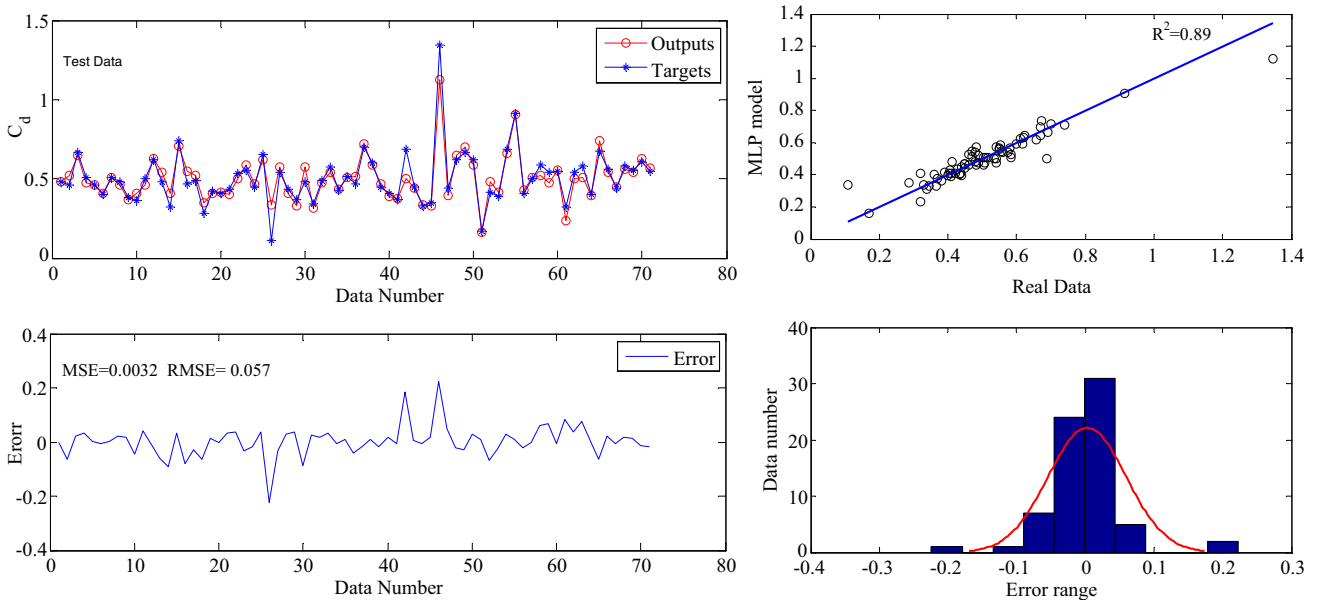 1.5
1
0.5
0
C_d
Test Data
Outputs
Targets
0 10 20 30 40 50 60 70 80
Data Number
1.4
1.2
1
0.8
0.6
0.4
0.2
0
MLP model
R^2=0.89
0 0.2 0.4 0.6 0.8 1 1.2 1.4
Real Data
0.4
0.2
0
-0.2
-0.4
Erorr
MSE=0.0032 RMSE= 0.057
Error
0 10 20 30 40 50 60 70 80
Data Number
40
30
20
10
0
Data number
-0.4 -0.3 -0.2 -0.1 0 0.1 0.2 0.3
Error range